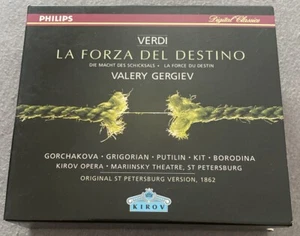 PHILIPS
Digital Classics
VERDI
LA FORZA DEL DESTINO
DIE MACHT DES SCHICKSALS • LA FORCE DU DESTIN
VALERY GERGIEV
GORCHAKOVA • GRIGORIAN • PUTILIN • KIT • BORODINA
KIROV OPERA • MARIINSKY THEATRE, ST PETERSBURG
ORIGINAL ST PETERSBURG VERSION, 1862
KIROV